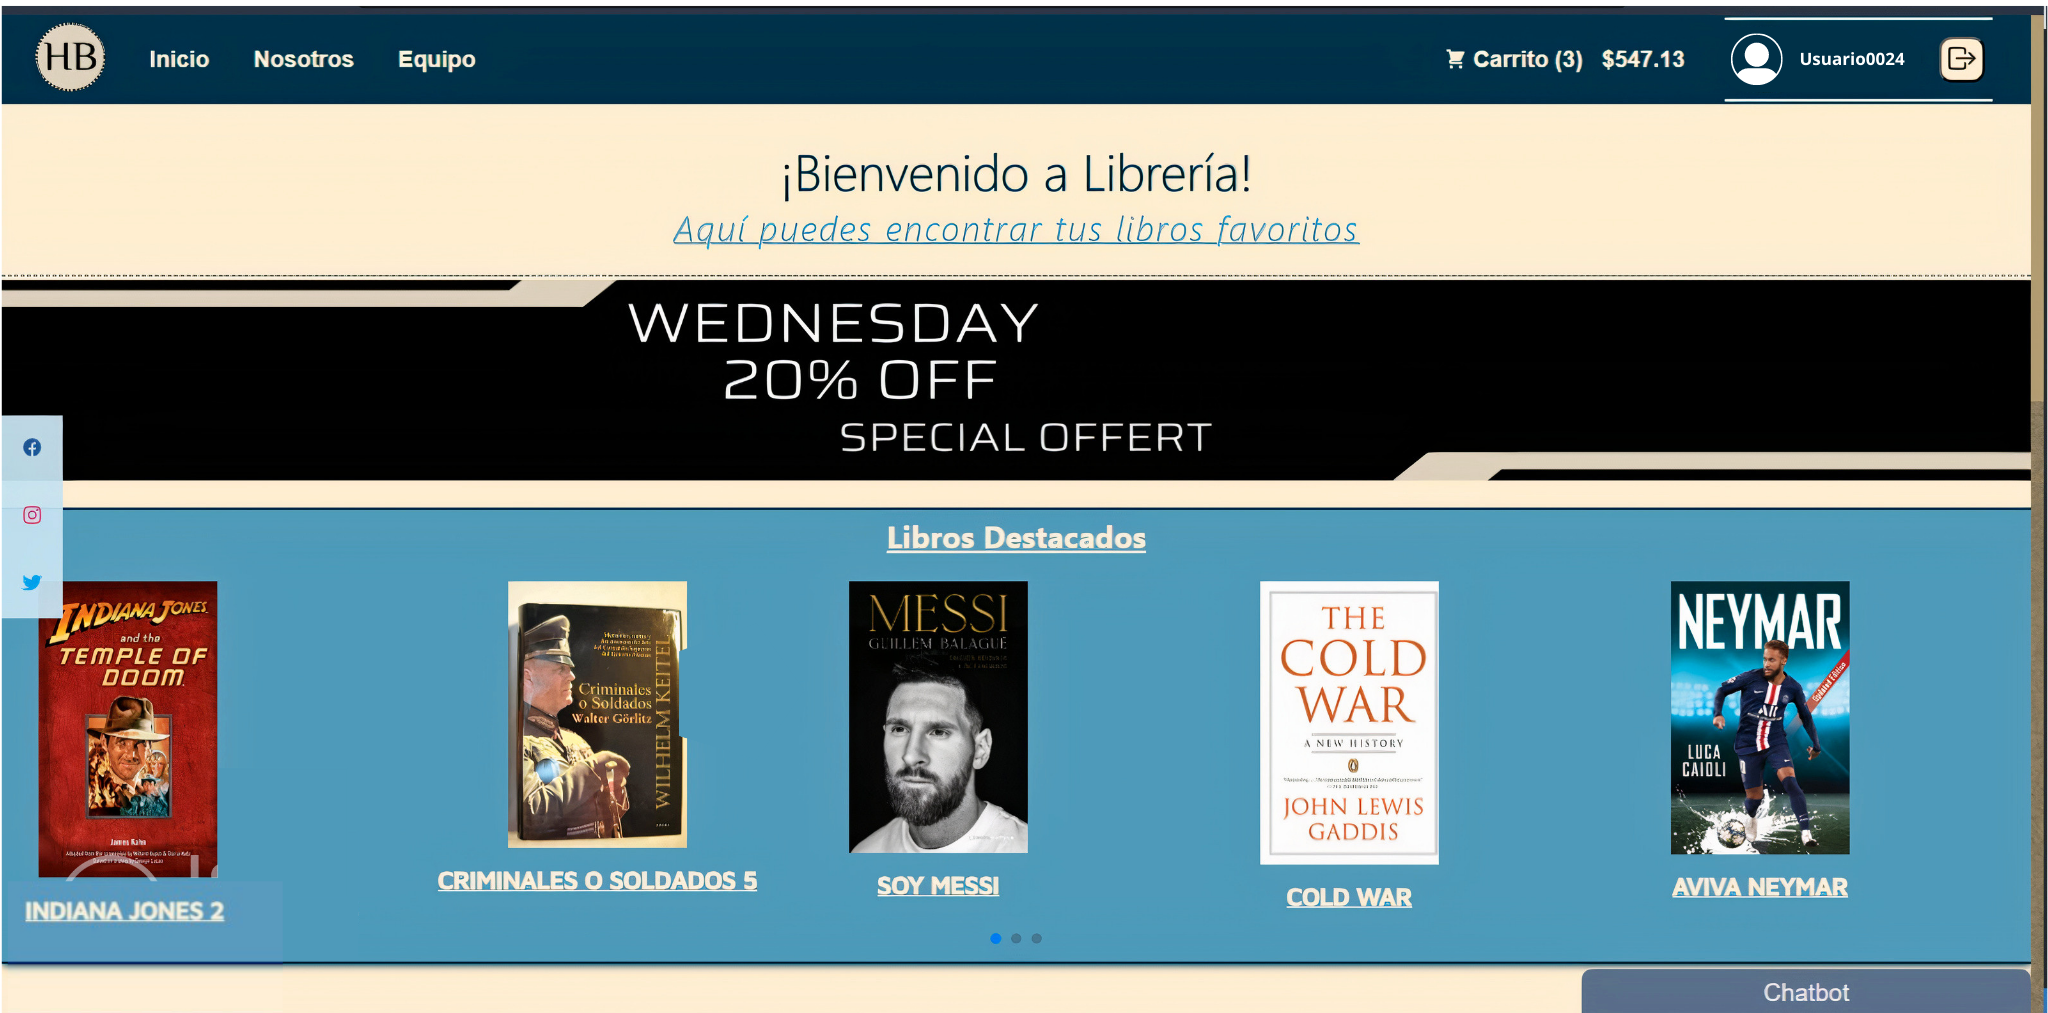 HB Inicio Nosotros Equipo Carrito (3) $547.13 Usuario0024
¡Bienvenido a Librería!
Aquí puedes encontrar tus libros favoritos
WEDNESDAY
20% OFF
SPECIAL OFFERT
Libros Destacados
INDIANA JONES
and the
TEMPLE OF
DOOM
James Kahn
INDIANA JONES 2
Criminales
o Soldados
Walter Görlitz
WILHELM KEITEL
CRIMINALES O SOLDADOS 5
MESSI
GUILLEM BALAGUÉ
SOY MESSI
THE
COLD
WAR
A NEW HISTORY
JOHN LEWIS
GADDIS
COLD WAR
NEYMAR
Updated Edition
LUCA
CAIOLI
AVIVA NEYMAR
Chatbot